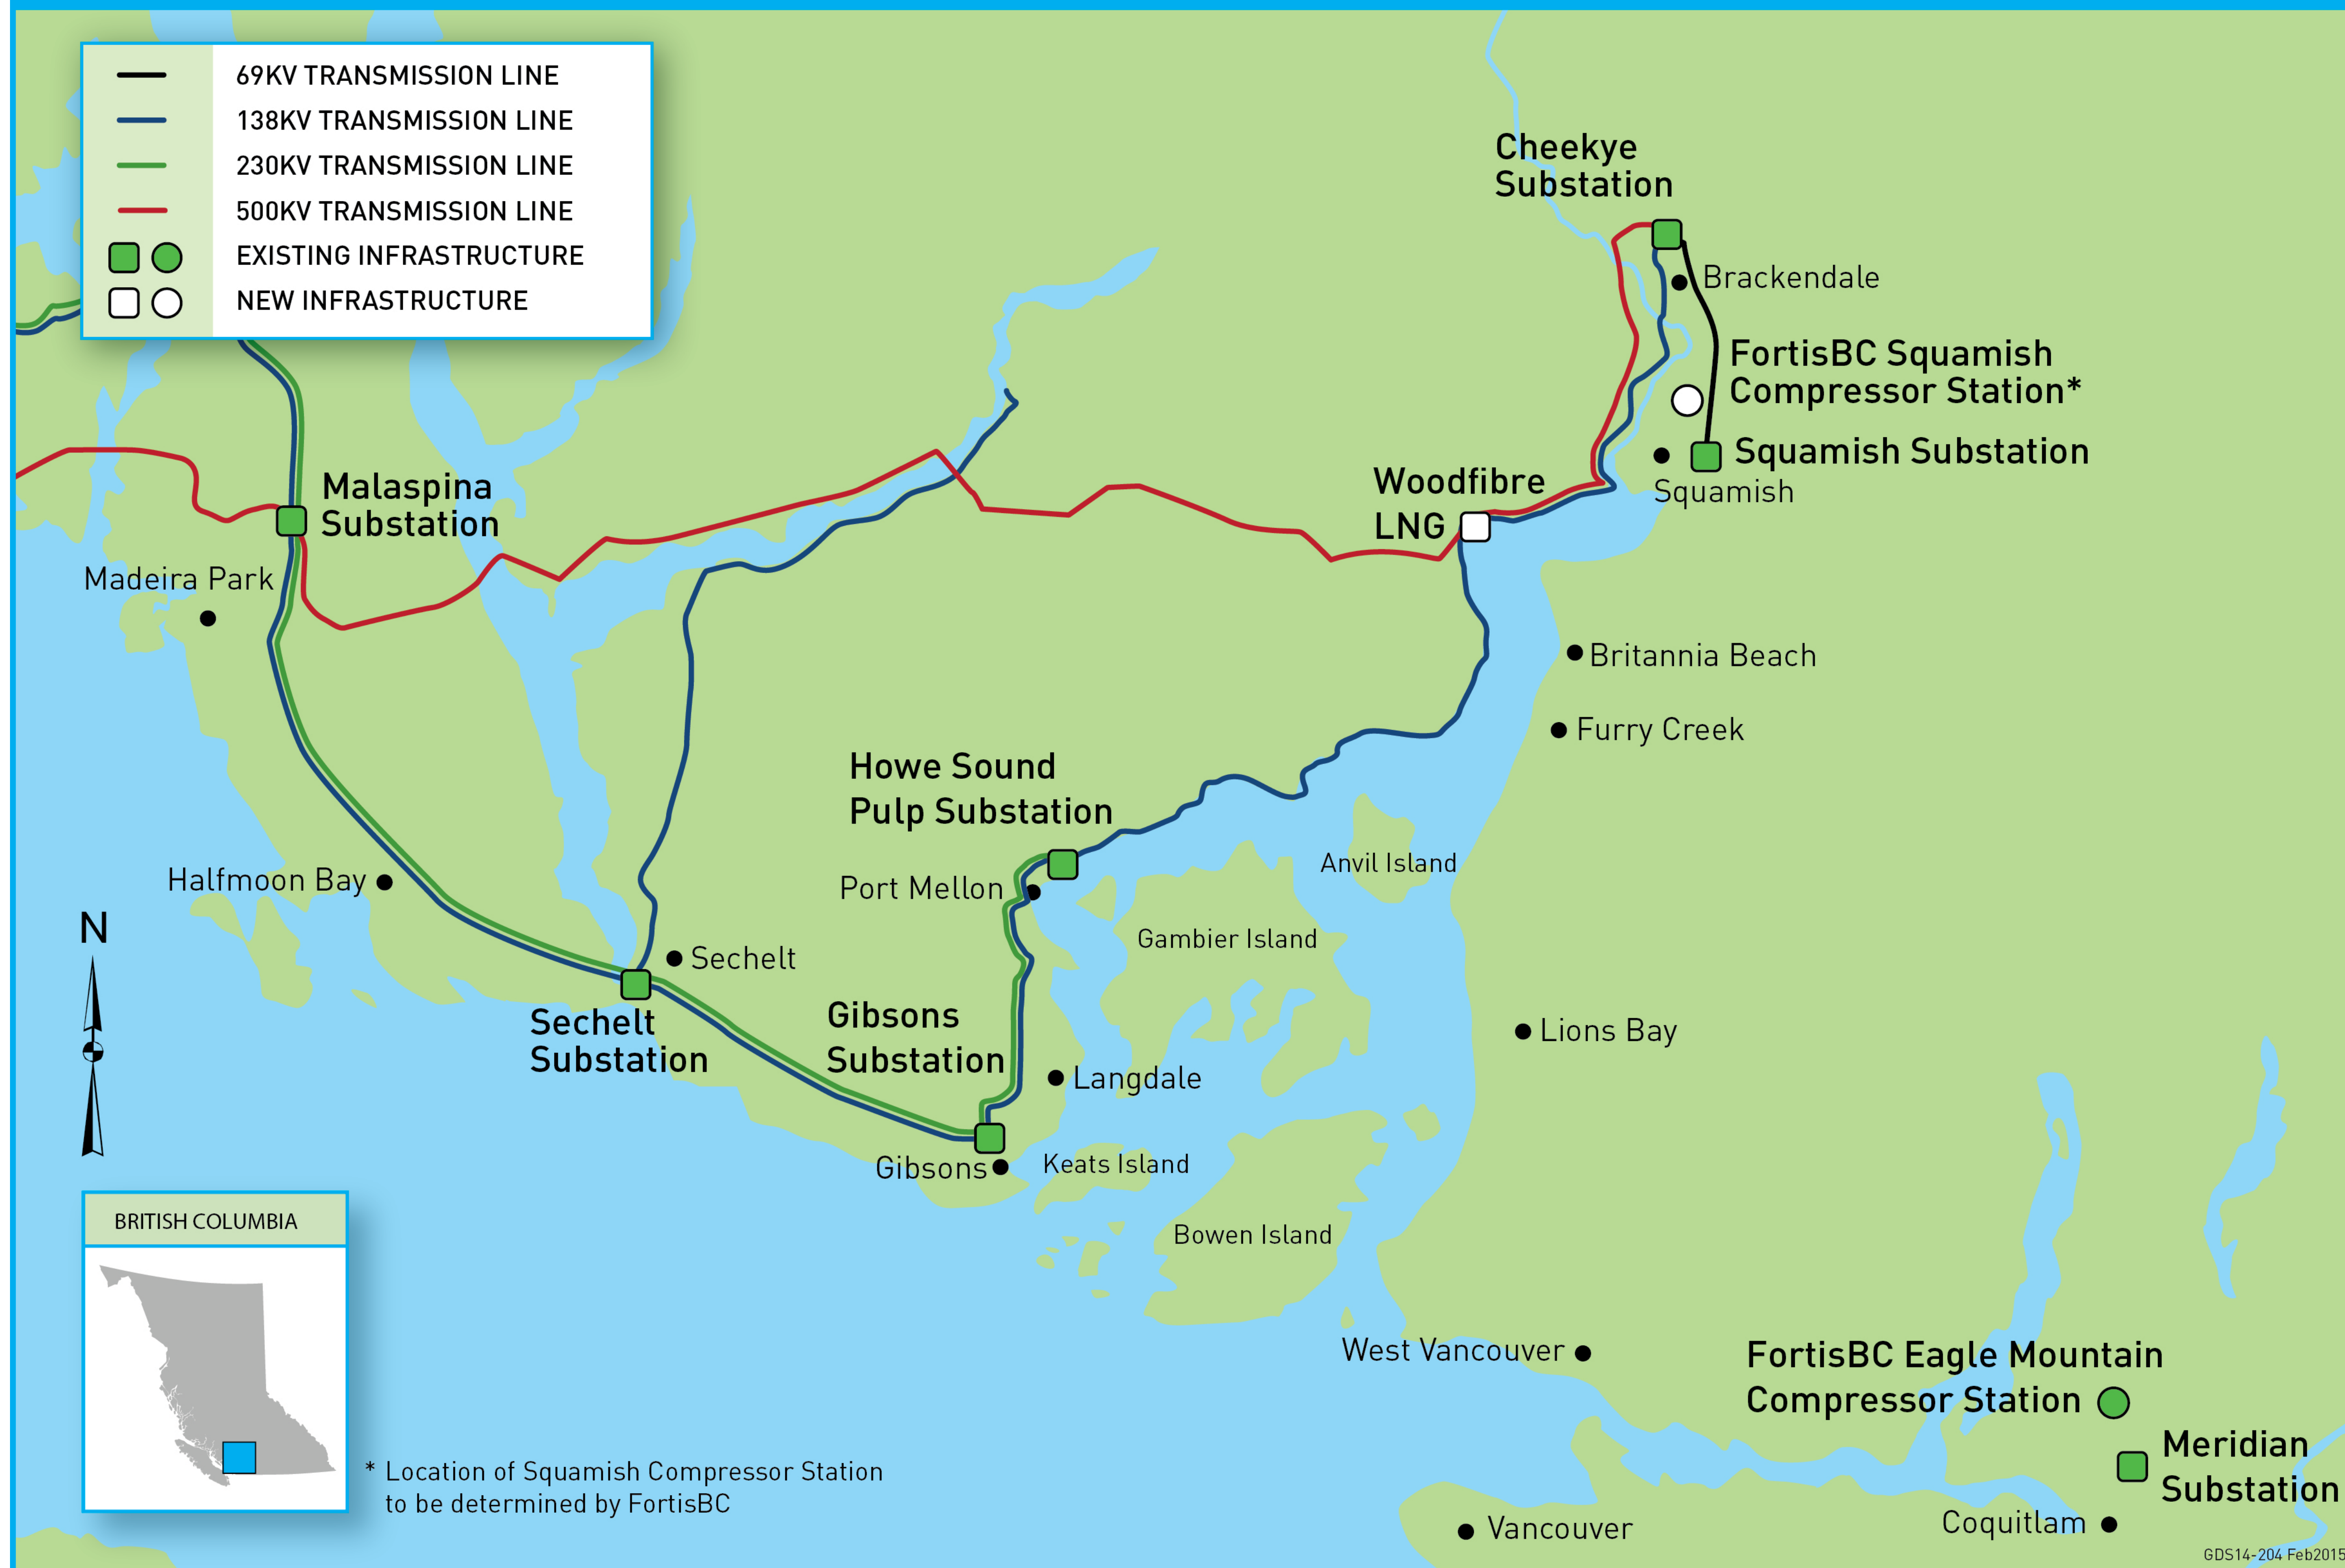 69KV TRANSMISSION LINE
138KV TRANSMISSION LINE
230KV TRANSMISSION LINE
500KV TRANSMISSION LINE
EXISTING INFRASTRUCTURE
NEW INFRASTRUCTURE
Cheekye
Substation
Brackendale
FortisBC Squamish
Compressor Station*
Squamish Substation
Squamish
Woodfibre
LNG
Malaspina
Substation
Madeira Park
Britannia Beach
Furry Creek
Howe Sound
Pulp Substation
Port Mellon
Anvil Island
Gambier Island
Halfmoon Bay
N
Sechelt
Sechelt
Substation
Gibsons
Substation
Langdale
Lions Bay
Gibsons
Keats Island
Bowen Island
BRITISH COLUMBIA
West Vancouver
FortisBC Eagle Mountain
Compressor Station
Meridian
Substation
* Location of Squamish Compressor Station
to be determined by FortisBC
Vancouver
Coquitlam
GDS14-204 Feb2015